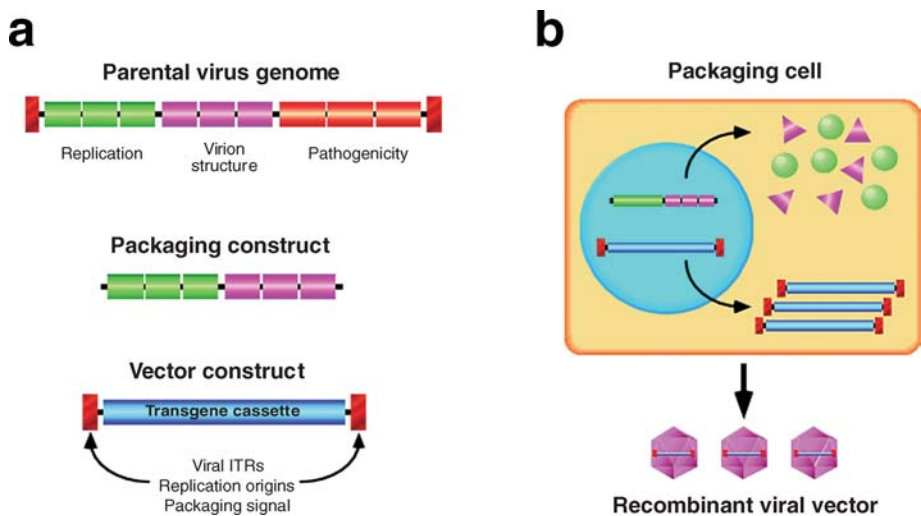 a
Parental virus genome
Replication
Virion
structure
Pathogenicity
Packaging construct
Vector construct
Transgene cassette
Viral ITRs
Replication origins
Packaging signal
b
Packaging cell
Recombinant viral vector